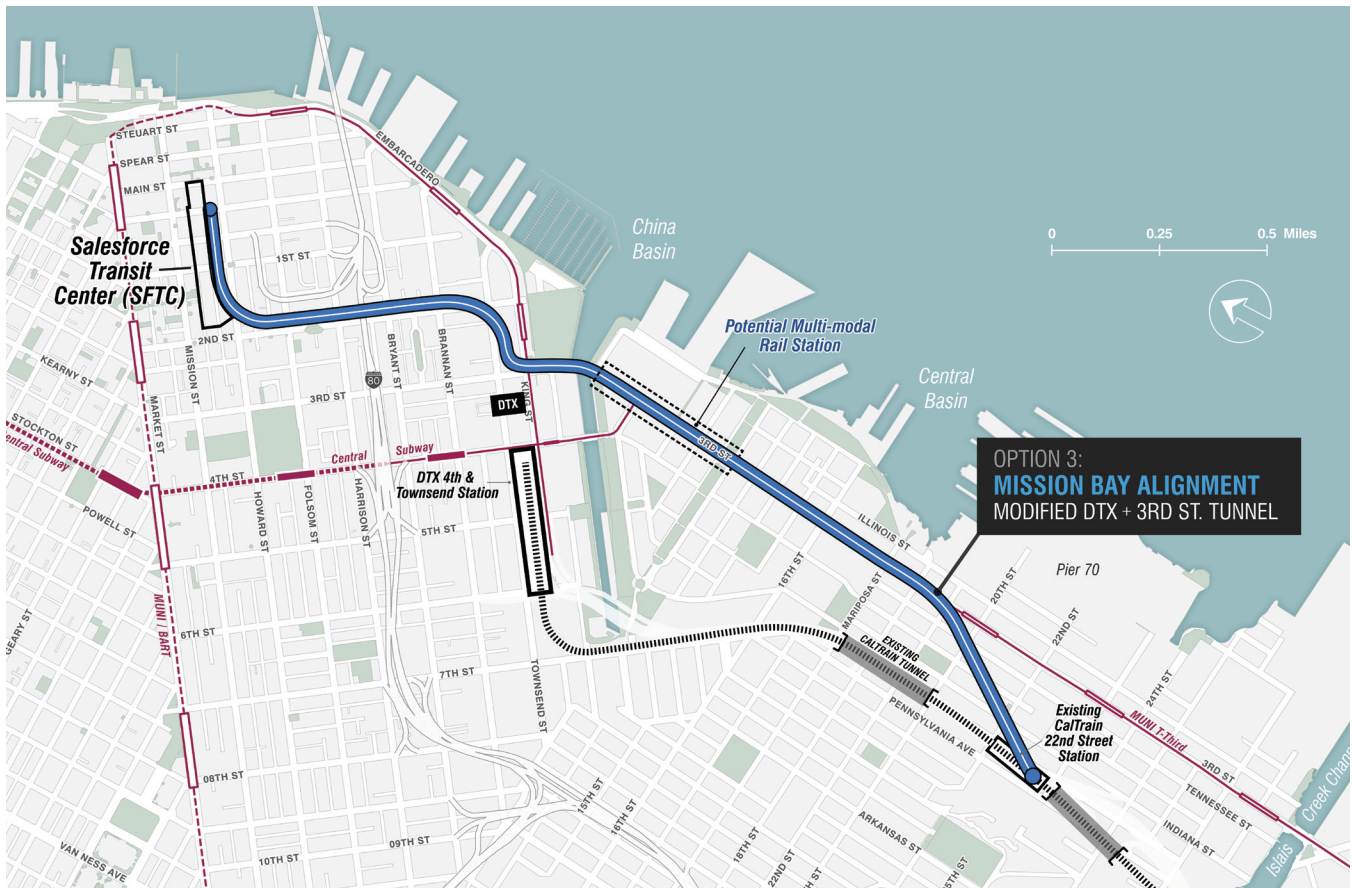 STEUART ST
SPEAR ST
MAIN ST
EMBARCADERO
China
Basin
0 0.25 0.5 Miles
Salesforce
Transit
Center (SFTC)
1ST ST
2ND ST
KEARNY ST
MISSION ST
BRYANT ST
BRANNAN ST
Potential Multi-modal
Rail Station
Central
Basin
80
3RD ST
DTX
KING ST
STOCKTON ST
MARKET ST
Central Subway
Central Subway
3RD ST
4TH ST
DTX 4th &
Townsend Station
OPTION 3:
MISSION BAY ALIGNMENT
MODIFIED DTX + 3RD ST. TUNNEL
POWELL ST
HOWARD ST
FOLSOM ST
HARRISON ST
5TH ST
ILLINOIS ST
16TH ST
MARIPOSA ST
20TH ST
Pier 70
22ND ST
GEARY ST
MUNI / BART
6TH ST
7TH ST
TOWNSEND ST
EXISTING
CALTRAIN TUNNEL
24TH ST
PENNSYLVANIA AVE
Existing
CalTrain
22nd Street
Station
MUNI T-Third
3RD ST
08TH ST
15TH ST
16TH ST
TENNESSEE ST
INDIANA ST
Islais
Creek Chann
VAN NESS AVE
09TH ST
10TH ST
18TH ST
22ND ST
ARKANSAS ST
25TH ST